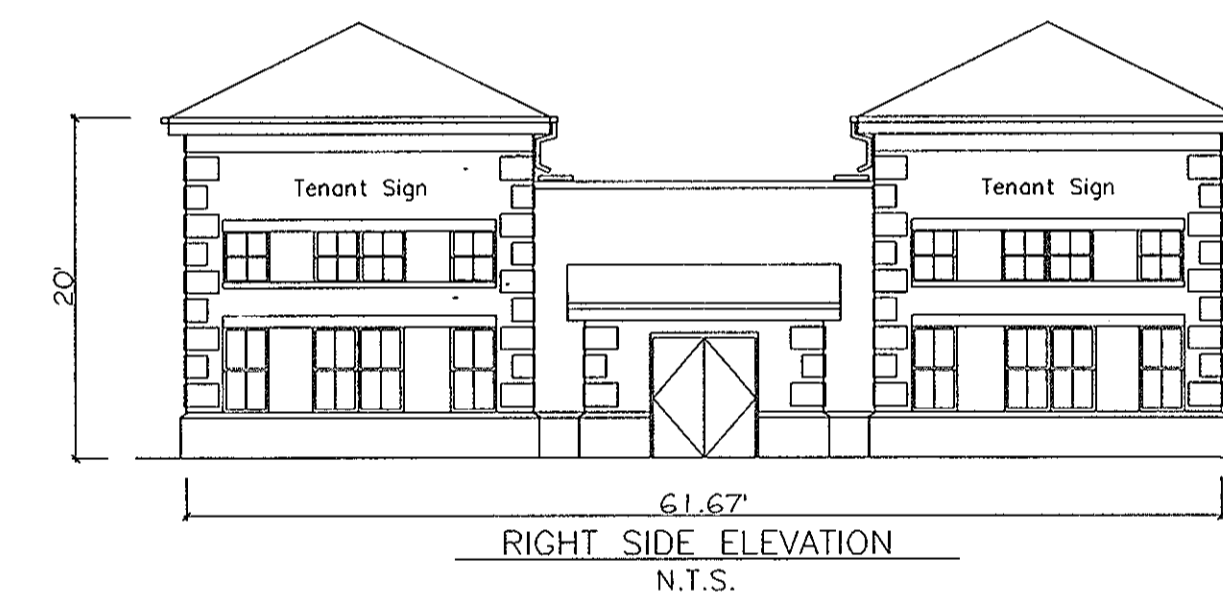 Tenant Sign
Tenant Sign
20'
61.67'
RIGHT SIDE ELEVATION
N.T.S.